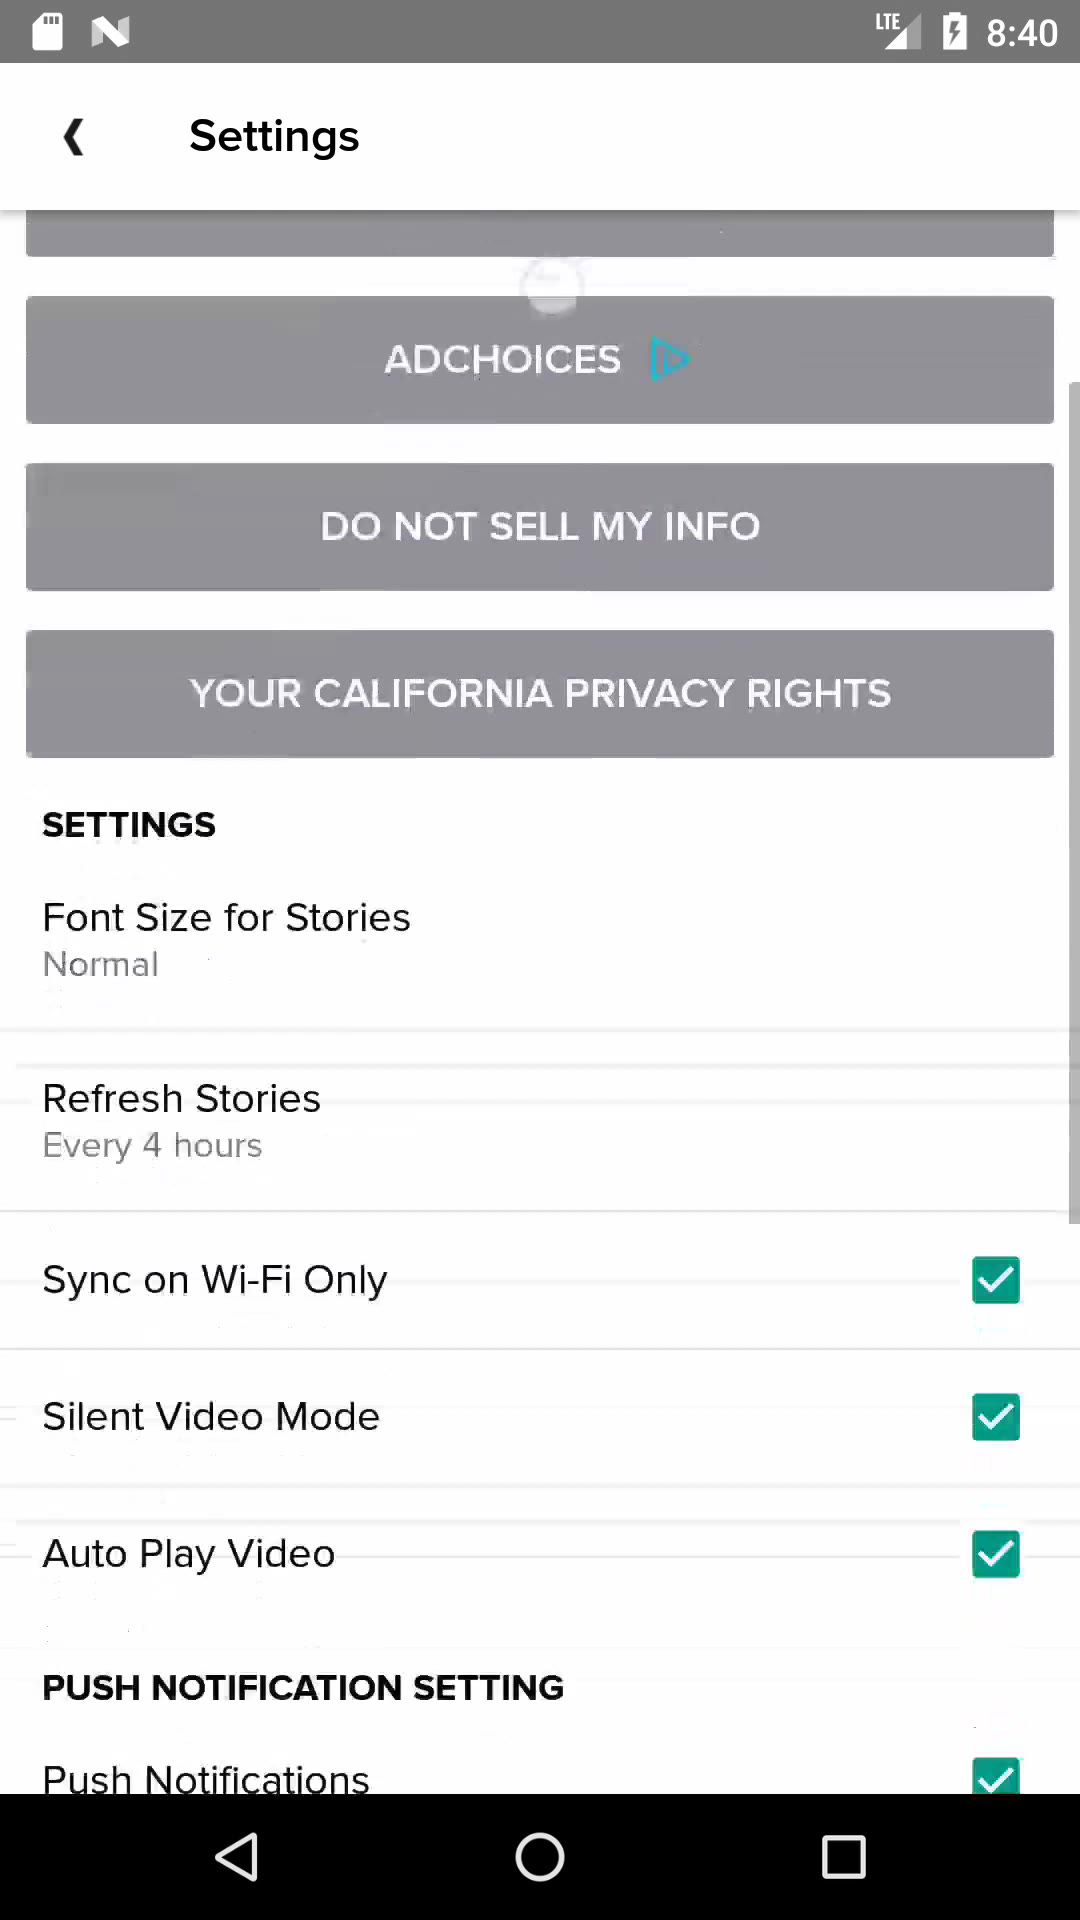 LTE 8:40
Settings
ADCHOICES
DO NOT SELL MY INFO
YOUR CALIFORNIA PRIVACY RIGHTS
SETTINGS
Font Size for Stories
Normal
Refresh Stories
Every 4 hours
Sync on Wi-Fi Only
Silent Video Mode
Auto Play Video
PUSH NOTIFICATION SETTING
Push Notifications